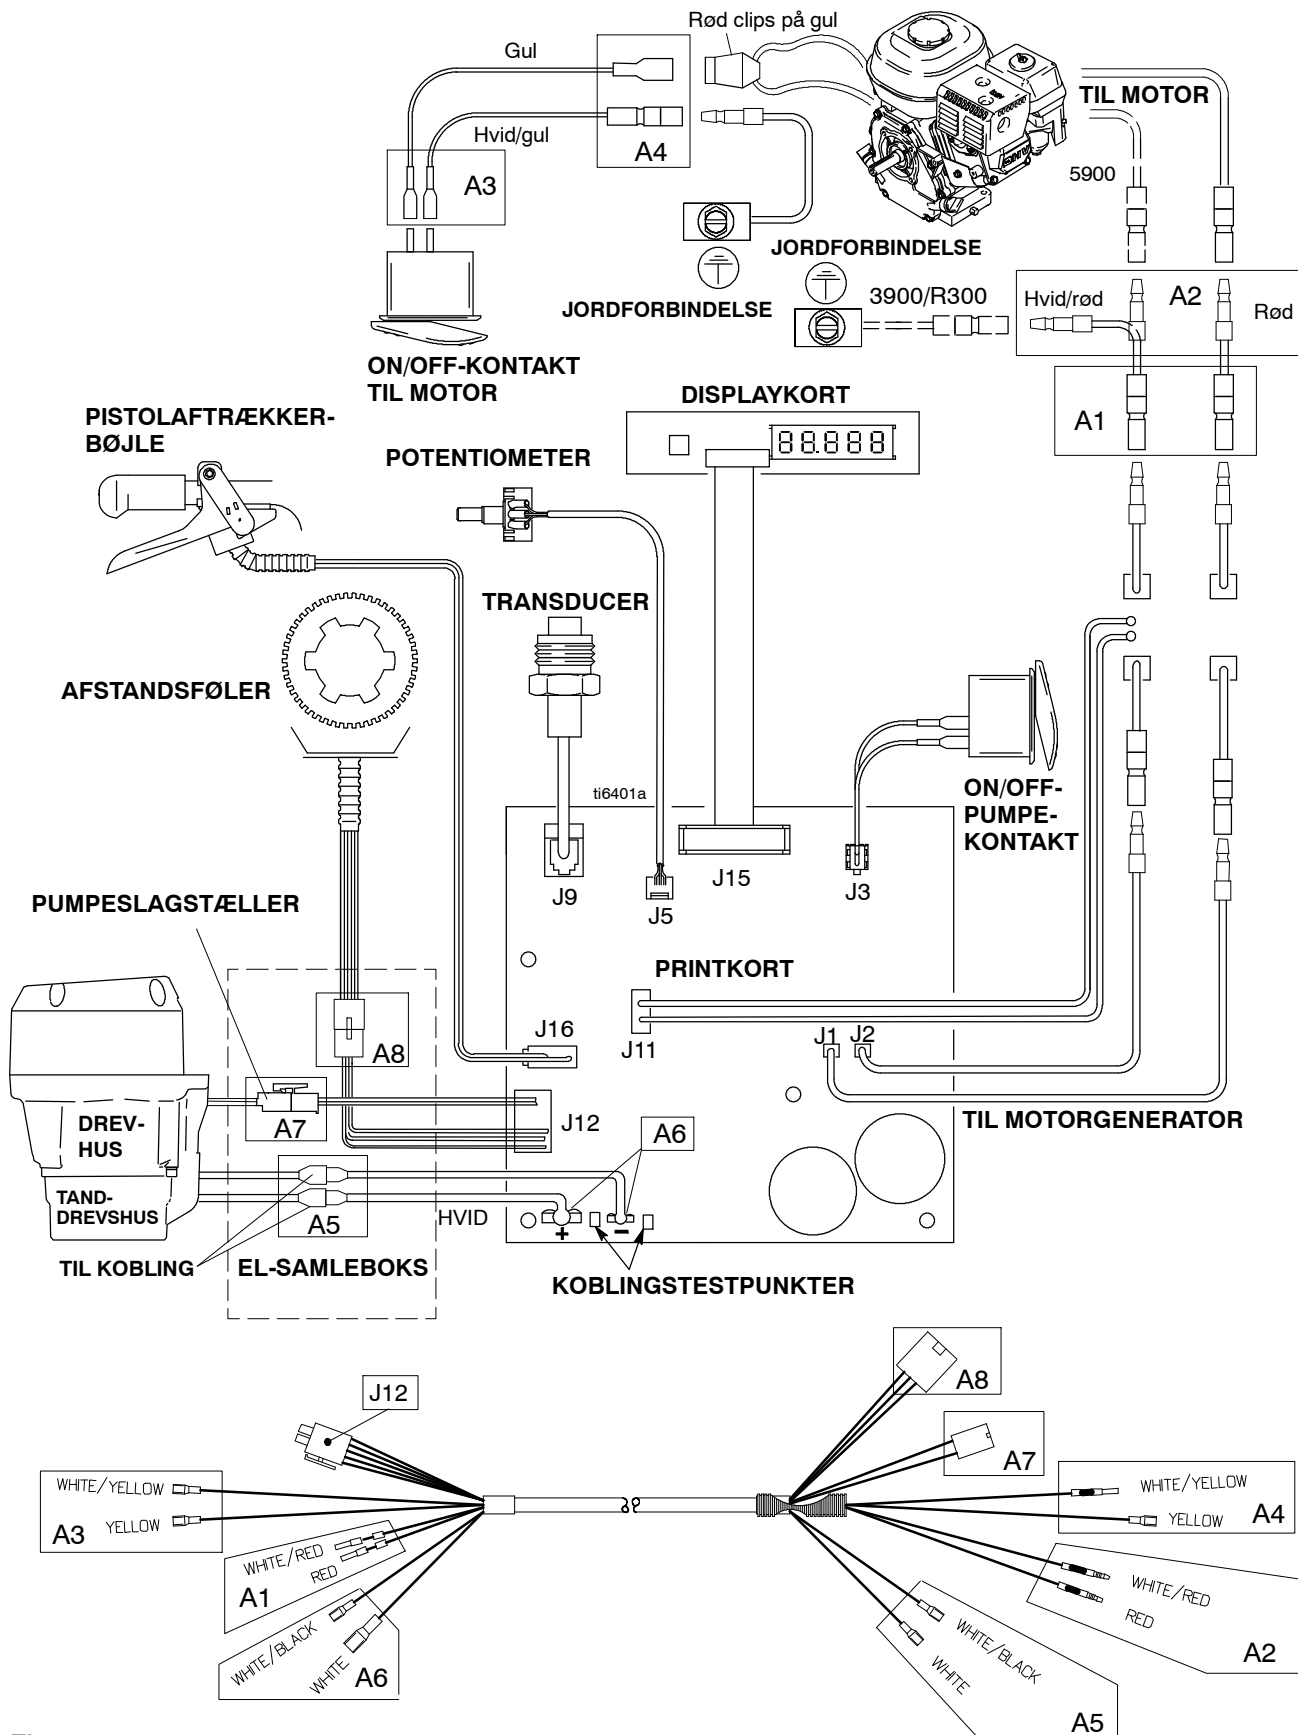 Rød clips på gul
Gul
TIL MOTOR
Hvid/gul
A4
A3
5900
JORDFORBINDELSE
JORDFORBINDELSE
3900/R300
Hvid/rød
A2
Rød
ON/OFF-KONTAKT
TIL MOTOR
DISPLAYKORT
A1
PISTOLAFTRÆKKER-
BØJLE
88.888
POTENTIOMETER
TRANSDUCER
AFSTANDSFØLER
ti6401a
ON/OFF-
PUMPE-
KONTAKT
J9
J5
J15
J3
PUMPESLAGSTÆLLER
PRINTKORT
J16
J11
J1
J2
A8
A7
J12
A6
TIL MOTORGENERATOR
DREV-
HUS
TAND-
DREVSHUS
A5
HVID
+
−
TIL KOBLING
EL-SAMLEBOKS
KOBLINGSTESTPUNKTER
A8
J12
A7
WHITE/YELLOW
YELLOW
A3
WHITE/YELLOW
YELLOW
A4
WHITE/RED
RED
A1
WHITE/RED
RED
A2
WHITE/BLACK
WHITE
A6
WHITE/BLACK
WHITE
A5